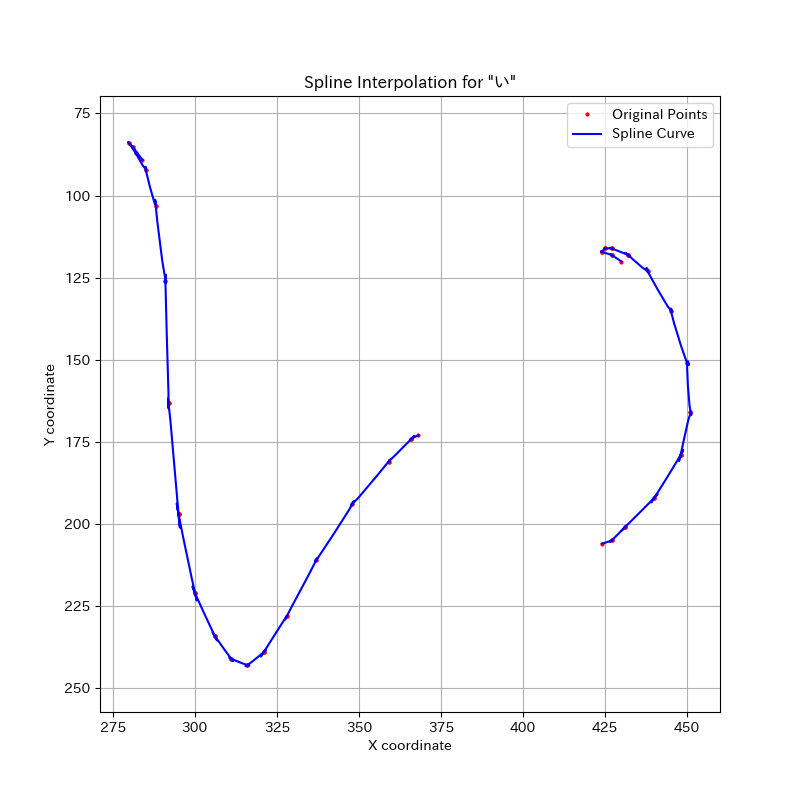 Spline Interpolation for "い"
Original Points
Spline Curve
75
100
125
150
175
200
225
250
Y coordinate
275 300 325 350 375 400 425 450
X coordinate